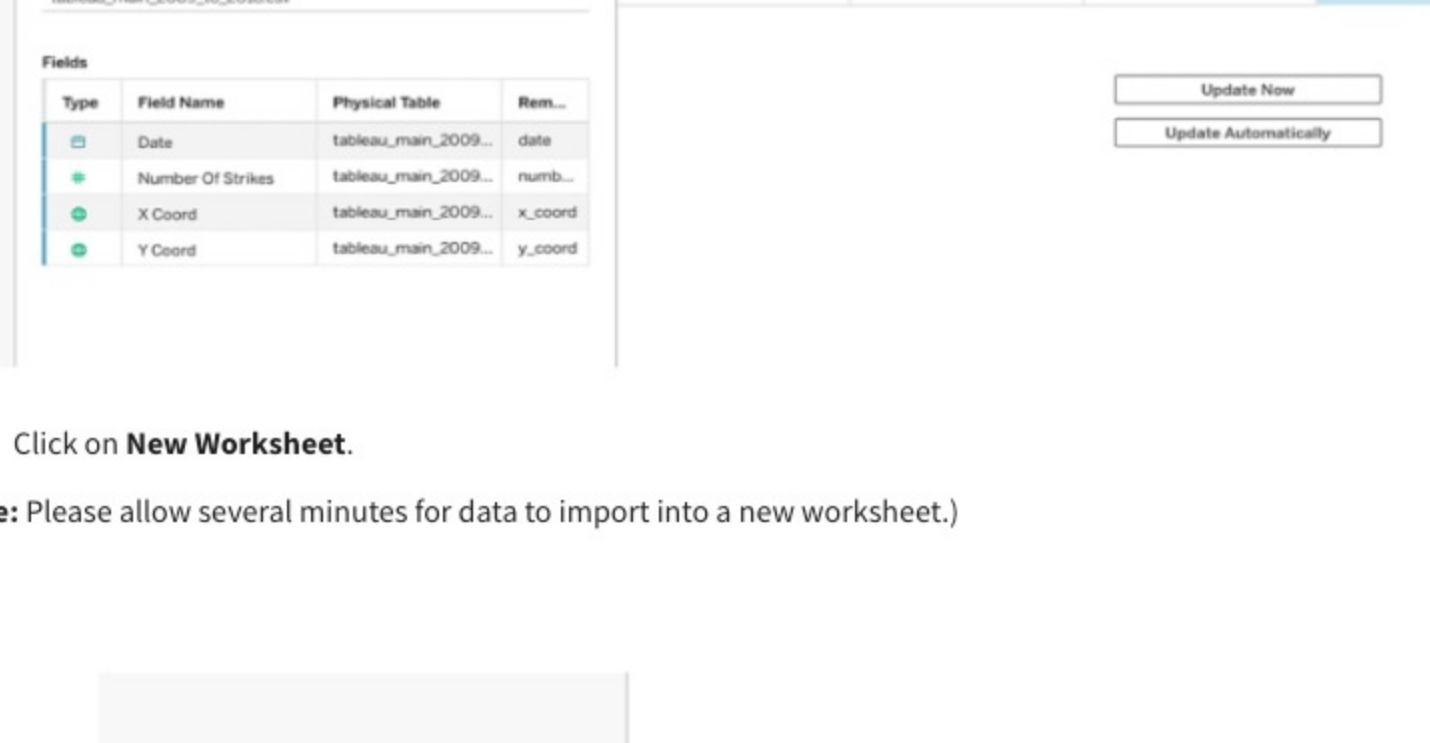 Fields
Type Field Name Physical Table Rem...
Date tableau_main_2009... date
Number Of Strikes tableau_main_2009... numb...
X Coord tableau_main_2009... x_coord
Y Coord tableau_main_2009... y_coord
Update Now
Update Automatically
Click on New Worksheet.
e: Please allow several minutes for data to import into a new worksheet.)